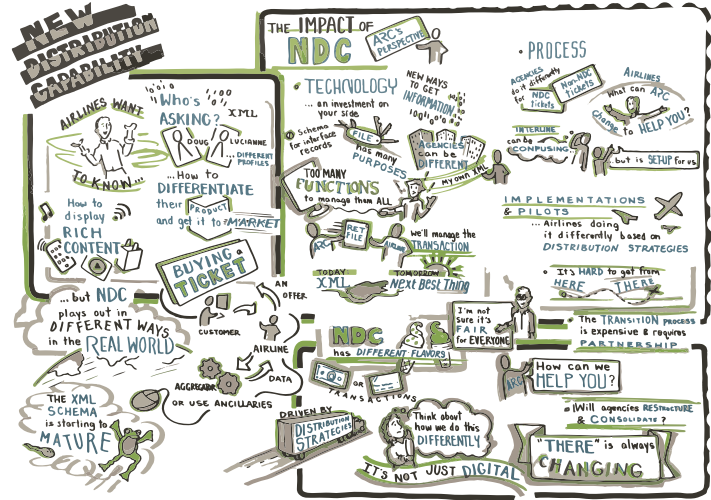 NEW
DISTRIBUTION
CAPABILITY
AIRLINES WANT
TO KNOW...
"Who's
ASKING?"
XML
DOUG
LUCIANNE
... DIFFERENT
PROFILES...
...How to
DIFFERENTIATE
their PRODUCT
and get it to MARKET
How to
display
RICH
CONTENT
BUYING a
TICKET
AN
OFFER
CUSTOMER
AIRLINE
DATA
AGGREGATOR
OR USE ANCILLARIES
... but NDC
plays out in
DIFFERENT WAYS
in the REAL WORLD
THE XML
SCHEMA
is starting to
MATURE
THE IMPACT OF
NDC
ARC'S
PERSPECTIVE
TECHNOLOGY
... an investment on
your side
NEW WAYS
TO GET
INFORMATION
Schema
for interface
records
FILE
has many
PURPOSES
AGENCIES
can be
DIFFERENT
MY OWN XML
TOO MANY
FUNCTIONS
to manage them ALL
ARC
RET
FILE
AIRLINE
we'll manage the
TRANSACTION
TODAY
XML
TOMORROW
NEXT BEST THING
PROCESS
AGENCIES
do it differently
for NDC
tickets
Non-NDC
tickets
AIRLINES
What can ARC
change to HELP YOU?
INTERLINE
can be
CONFUSING
...but is SETUP for us
IMPLEMENTATIONS
& PILOTS
... Airlines doing
it differently based on
DISTRIBUTION STRATEGIES
It's HARD to get from
HERE THERE
I'm not
sure it's
FAIR
for EVERYONE
The TRANSITION PROCESS
is expensive & requires
PARTNERSHIP
NDC
has DIFFERENT FLAVORS
OR
TRANSACTIONS
DRIVEN BY
DISTRIBUTION
STRATEGIES
Think about
how we do this
DIFFERENTLY
IT'S NOT JUST DIGITAL
ARC
How can we
HELP YOU?
Will agencies RESTRUCTURE
& CONSOLIDATE?
"THERE" is always
CHANGING